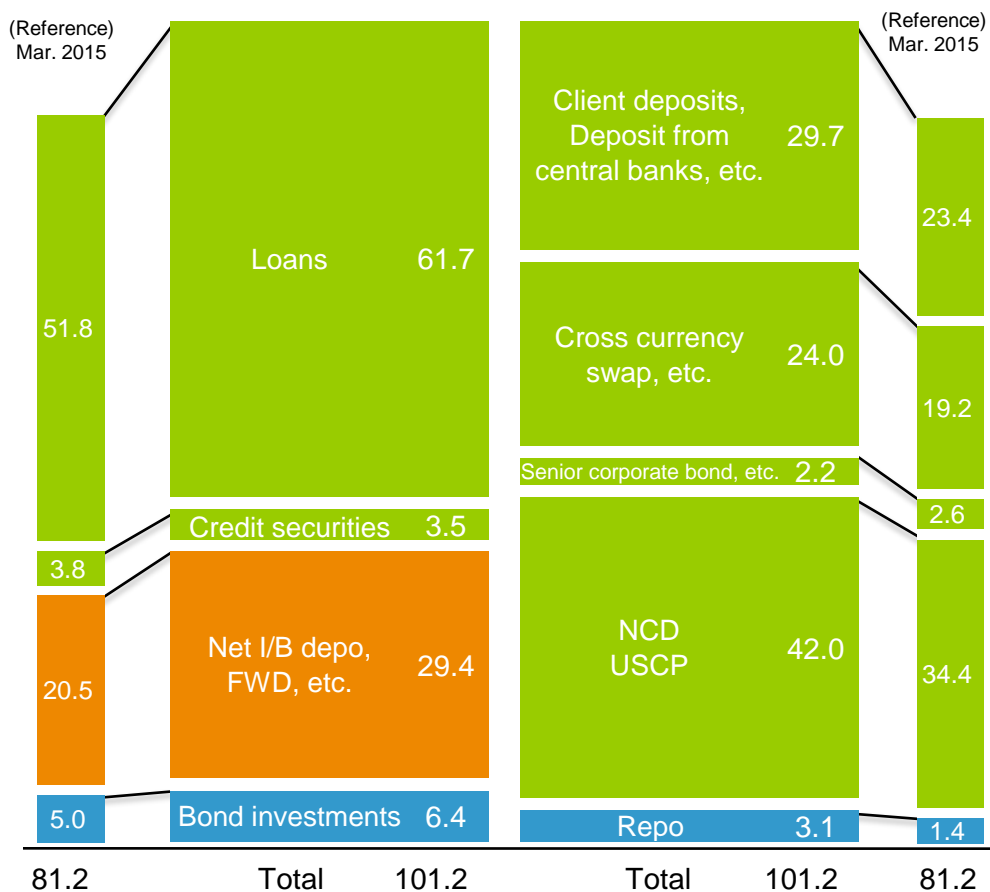 (Reference)
Mar. 2015
51.8
3.8
20.5
5.0
81.2
Loans 61.7
Credit securities 3.5
Net I/B depo,
FWD, etc.
29.4
Bond investments 6.4
Total 101.2
Client deposits,
Deposit from
central banks, etc.
29.7
Cross currency
swap, etc.
24.0
Senior corporate bond, etc. 2.2
NCD
USCP
42.0
Repo 3.1
Total 101.2
(Reference)
Mar. 2015
23.4
19.2
2.6
34.4
1.4
81.2